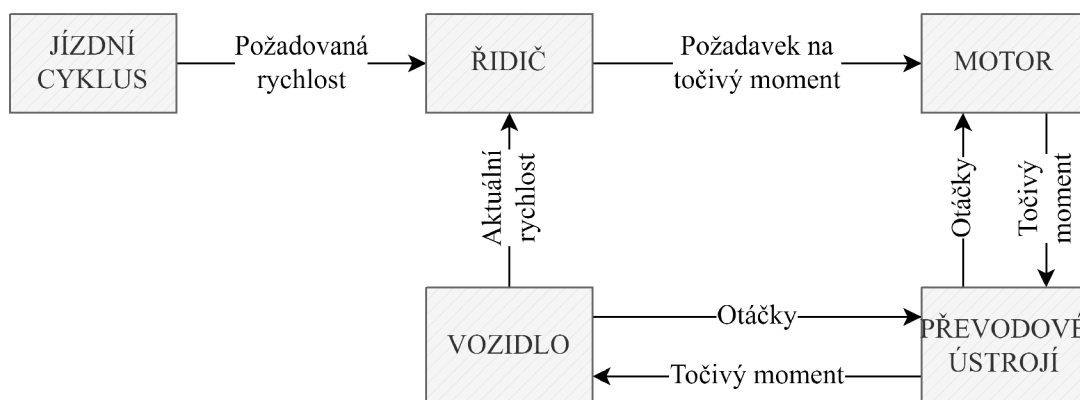 JÍZDNÍ
CYKLUS
Požadovaná
rychlost
ŘIDIČ
Požadavek na
točivý moment
MOTOR
Aktuální
rychlost
Otáčky
Točivý
moment
VOZIDLO
Otáčky
Točivý moment
PŘEVODOVÉ
ÚSTROJÍ